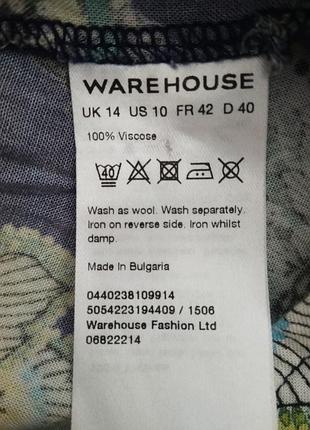 WAREHOUSE
UK 14 US 10 FR 42 D 40
100% Viscose
40
Wash as wool. Wash separately.
Iron on reverse side. Iron whilst
damp.
Made In Bulgaria
0440238109914
5054223194409 / 1506
Warehouse Fashion Ltd
06822214